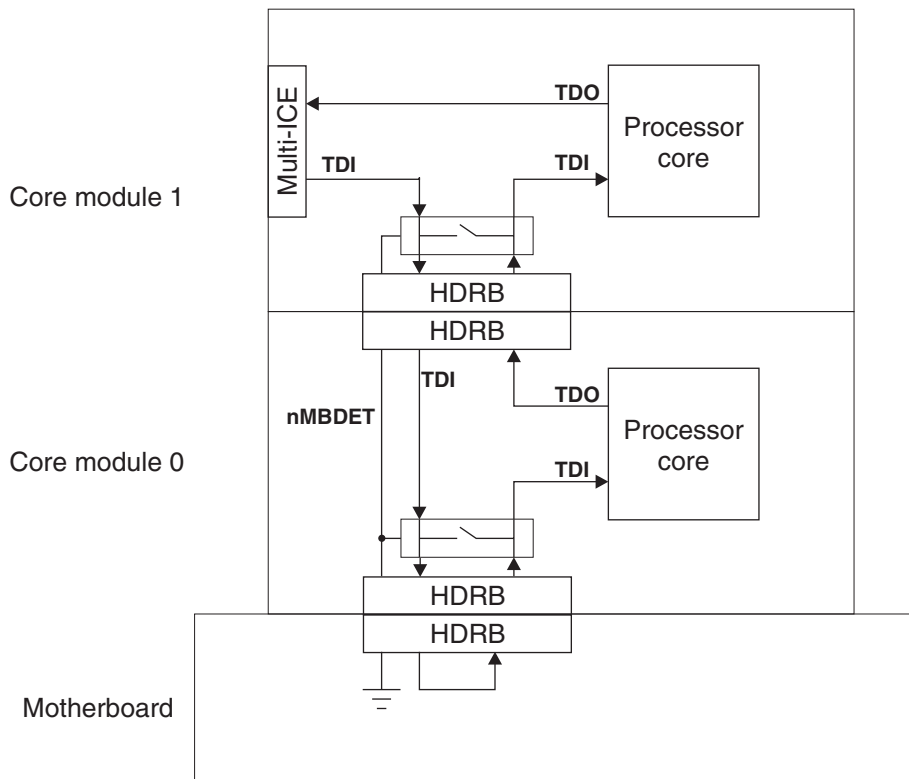 TDO
Multi-ICE
Processor
core
TDI
TDI
Core module 1
HDRB
HDRB
TDI
TDO
nMBDET
Processor
core
Core module 0
TDI
HDRB
HDRB
Motherboard